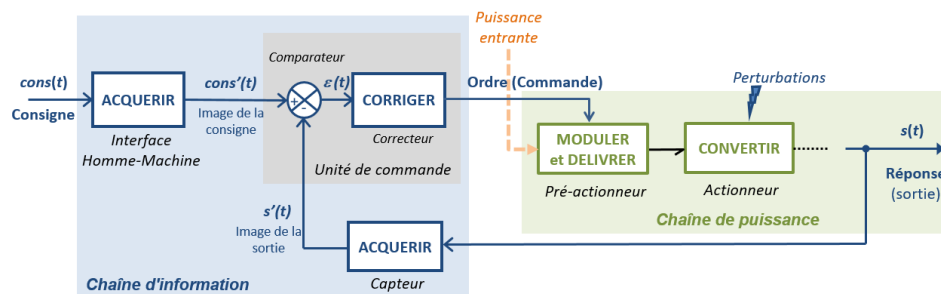 Puissance
entrante
cons(t)
Consigne
ACQUERIR
Interface
Homme-Machine
cons'(t)
Image de la
consigne
Comparateur
+
-
ε(t)
CORRIGER
Correcteur
Unité de commande
Ordre (Commande)
Perturbations
MODULER
et DELIVRER
Pré-actionneur
CONVERTIR
Actionneur
s(t)
Réponse
(sortie)
Chaîne de puissance
s'(t)
Image de la
sortie
ACQUERIR
Capteur
Chaîne d'information